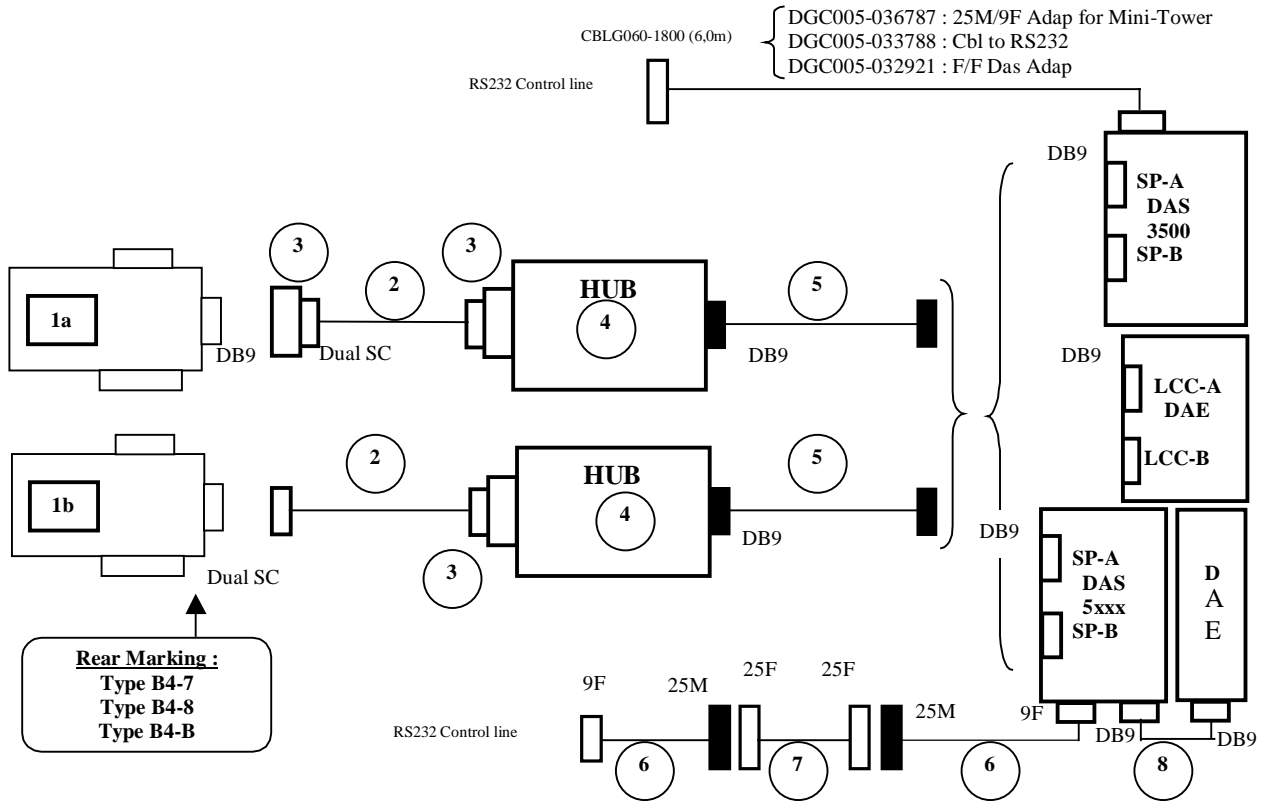 DGC005-036787 : 25M/9F Adap for Mini-Tower
CBLG060-1800 (6,0m)
DGC005-033788 : Cbl to RS232
DGC005-032921 : F/F Das Adap
RS232 Control line
DB9
SP-A
DAS
3500
SP-B
3
3
2
HUB
5
4
1a
DB9
Dual SC
DB9
DB9
LCC-A
DAE
LCC-B
2
HUB
5
1b
4
DB9
DB9
3
Dual SC
SP-A
DAS
5xxx
SP-B
D
A
E
Rear Marking :
Type B4-7
Type B4-8
Type B4-B
9F
25M
25F
25F
25M
9F
RS232 Control line
DB9
DB9
6
7
6
8